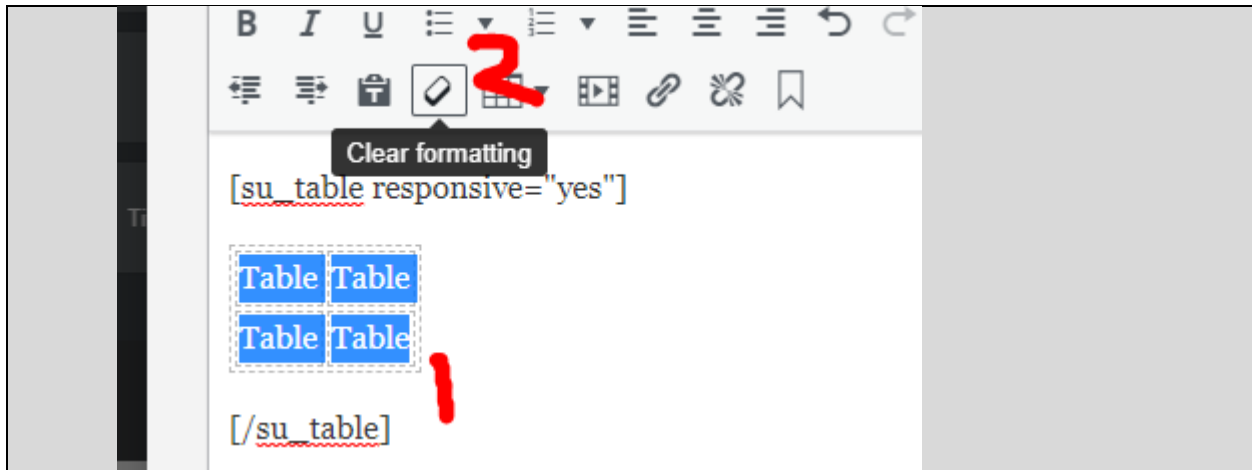 B I U
2
Clear formatting
[su_table responsive="yes"]
Table Table
Table Table
1
[/su_table]